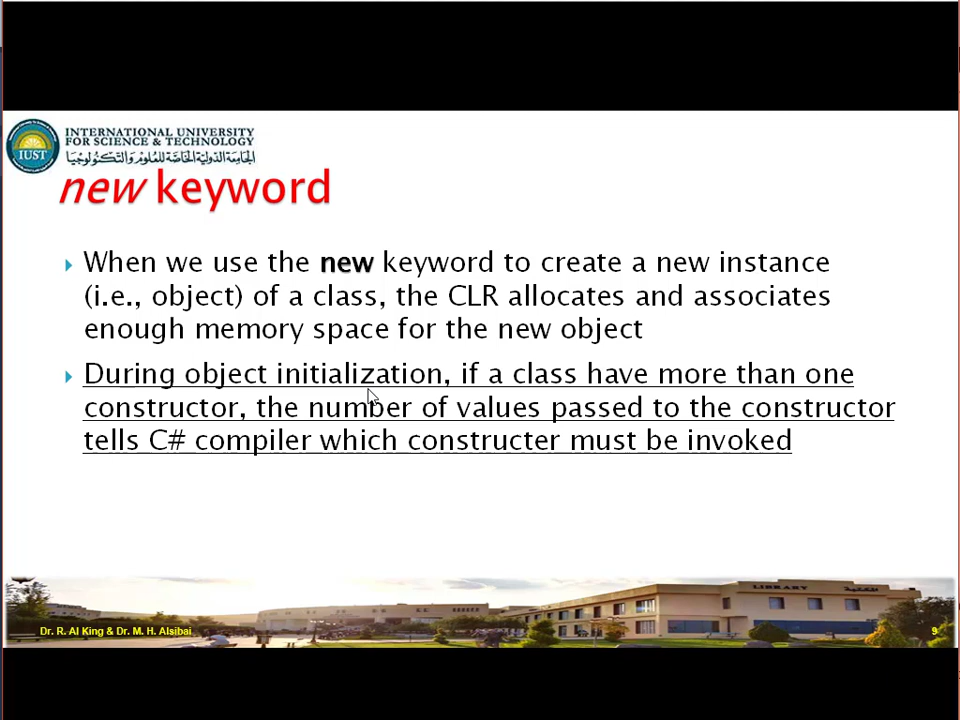 INTERNATIONAL UNIVERSITY
FOR SCIENCE & TECHNOLOGY
الجامعة الدولية الخاصة للعلوم والتكنولوجيا
IUST
new keyword
When we use the new keyword to create a new instance
(i.e., object) of a class, the CLR allocates and associates
enough memory space for the new object
During object initialization, if a class have more than one
constructor, the number of values passed to the constructor
tells C# compiler which constructer must be invoked
LIBRARY
Dr. R. Al King & Dr. M. H. Alsibai
9